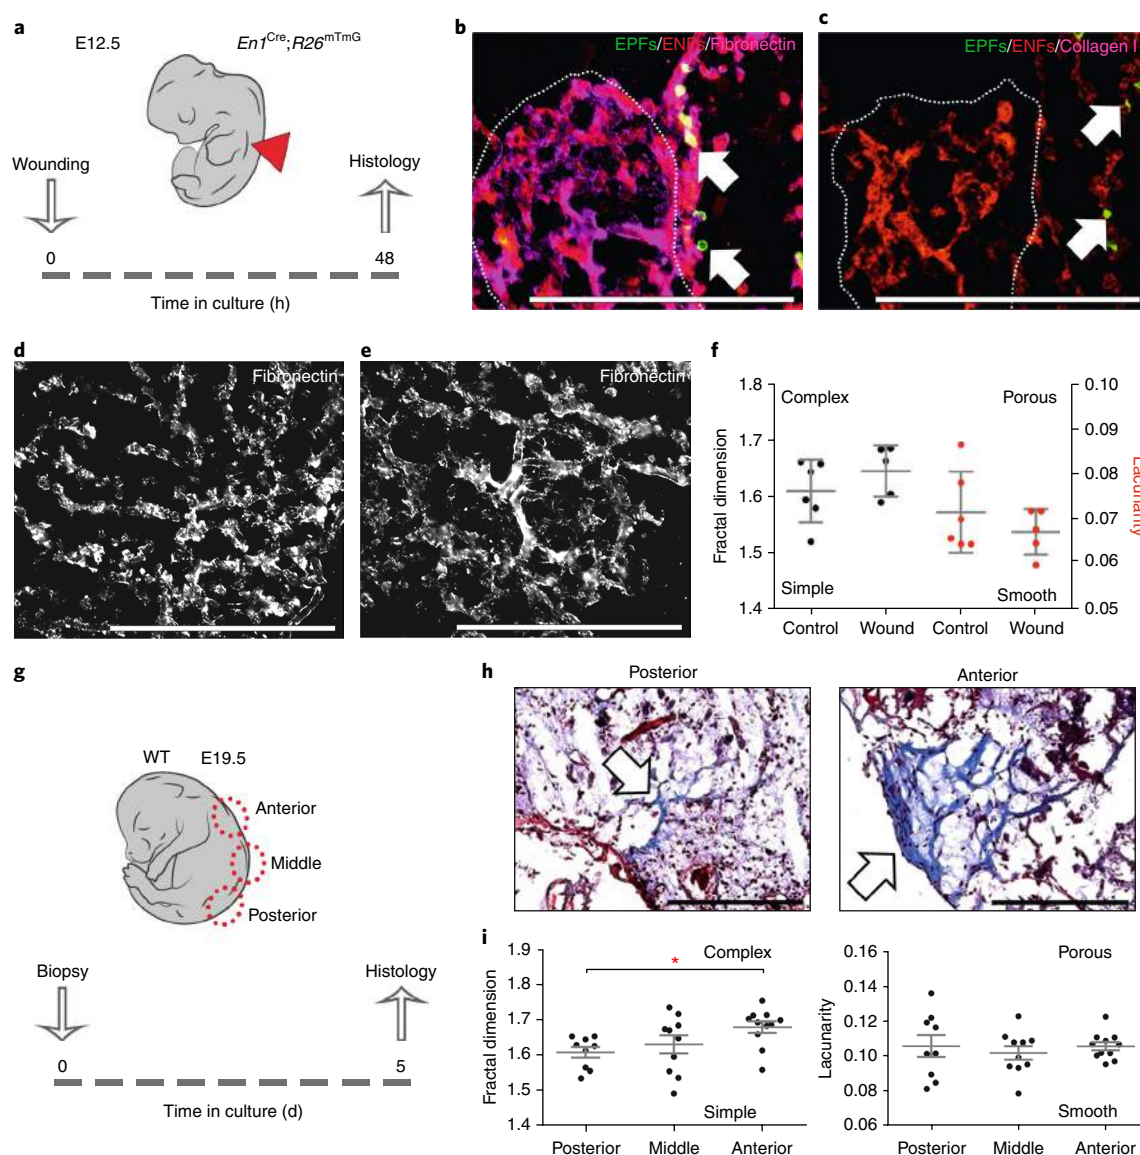 a
E12.5
En1Cre;R26mTmG
Wounding
Histology
0
48
Time in culture (h)
b
EPFs/ENFs/Fibronectin
c
EPFs/ENFs/Collagen I
d
Fibronectin
e
Fibronectin
f
1.8
1.7
1.6
1.5
1.4
Fractal dimension
Complex
Simple
Porous
Smooth
0.10
0.09
0.08
0.07
0.06
0.05
Lacunarity
Control
Wound
Control
Wound
g
WT
E19.5
Anterior
Middle
Posterior
Biopsy
Histology
0
5
Time in culture (d)
h
Posterior
Anterior
i
1.9
1.8
1.7
1.6
1.5
1.4
Fractal dimension
*
Complex
Simple
Posterior
Middle
Anterior
0.16
0.14
0.12
0.10
0.08
0.06
Lacunarity
Porous
Smooth
Posterior
Middle
Anterior